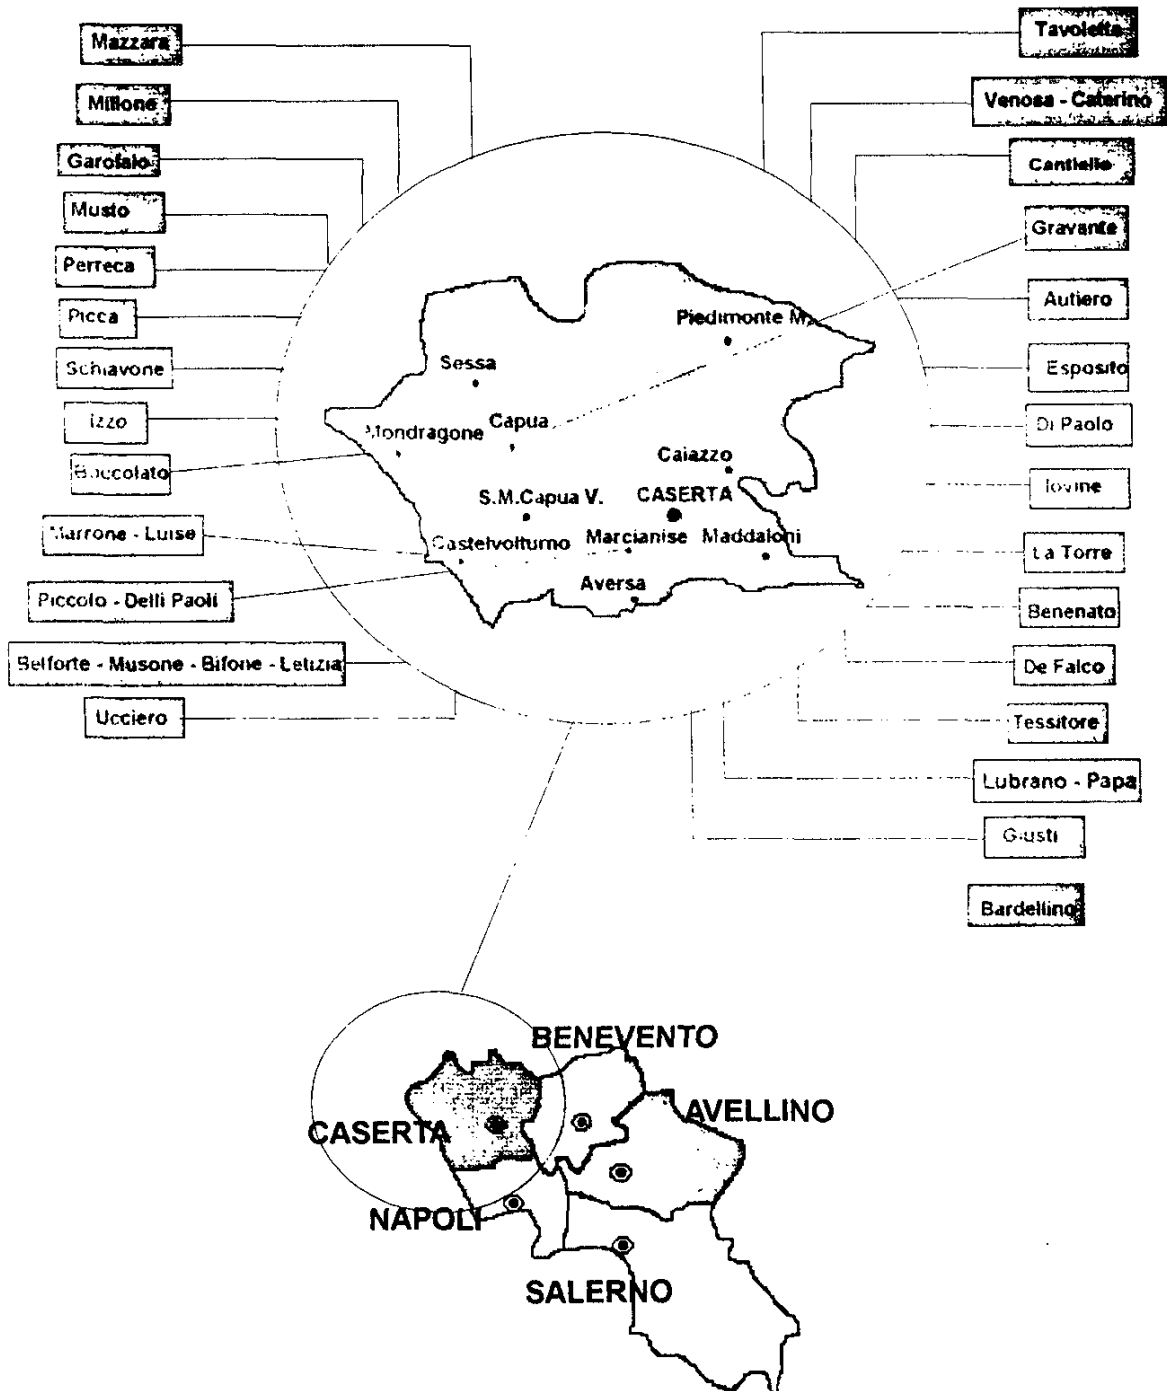 Mazzara
Millone
Garofalo
Musto
Perreca
Picca
Schiavone
Izzo
Boccolato
Marrone - Luise
Piccolo - Delli Paoli
Belforte - Musone - Bifone - Letizia
Ucciero
Tavoletta
Venosa - Caterino
Cantiello
Gravante
Autiero
Esposito
Di Paolo
Iovine
La Torre
Benenato
De Falco
Tessitore
Lubrano - Papa
Giusti
Bardellino
Piedimonte M.
Sessa
Mondragone
Capua
Caiazzo
S.M.Capua V.
CASERTA
Castelvolturno
Marcianise
Maddaloni
Aversa
BENEVENTO
AVELLINO
CASERTA
NAPOLI
SALERNO